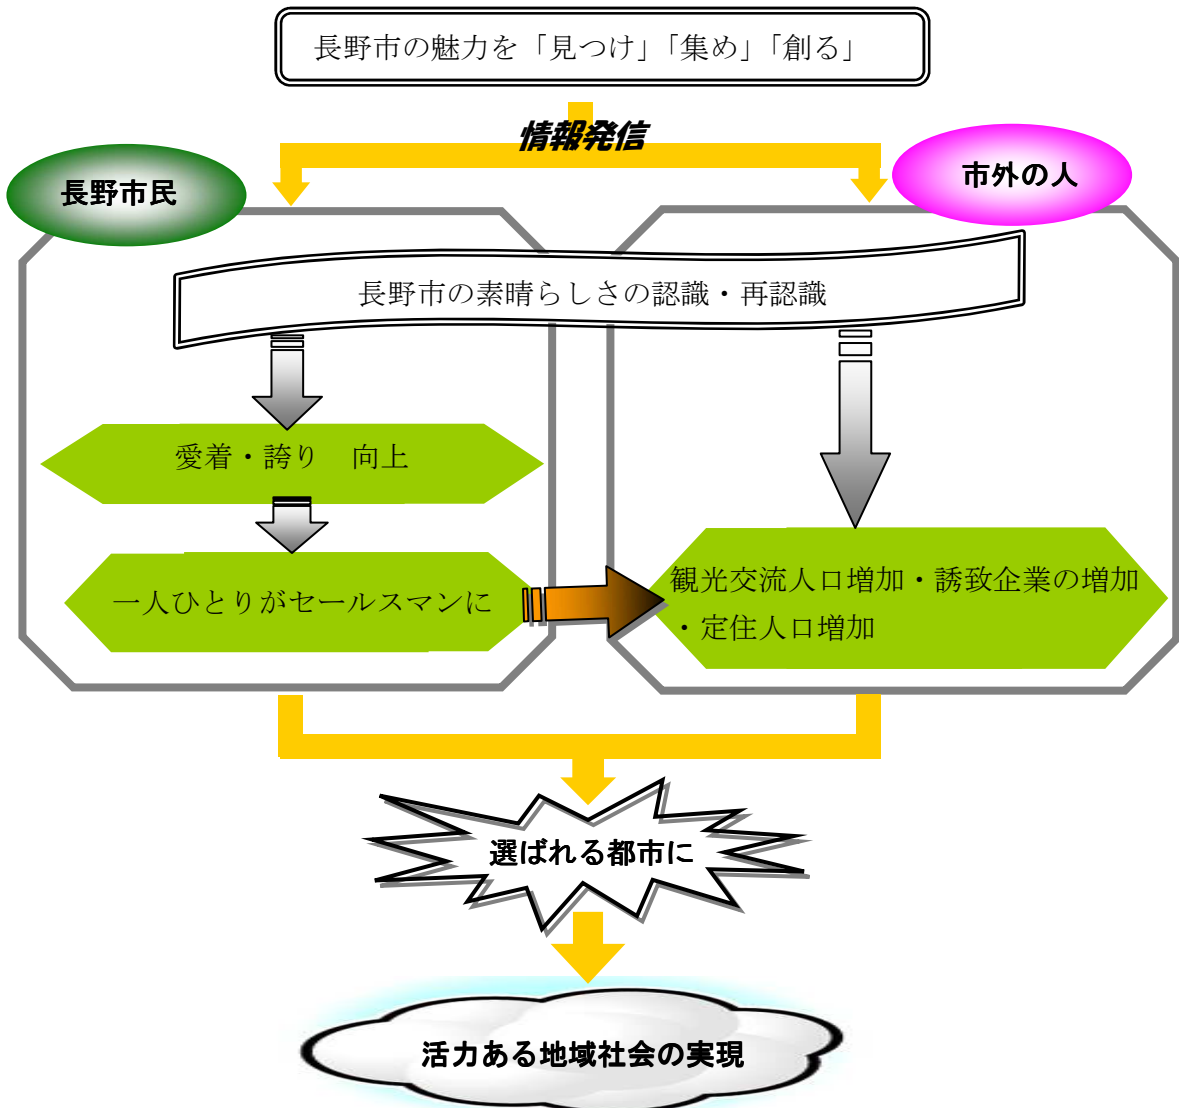 長野市の魅力を「見つけ」「集め」「創る」
情報発信
長野市民
市外の人
長野市の素晴らしさの認識・再認識
愛着・誇り　向上
一人ひとりがセールスマンに
観光交流人口増加・誘致企業の増加
・定住人口増加
選ばれる都市に
活力ある地域社会の実現